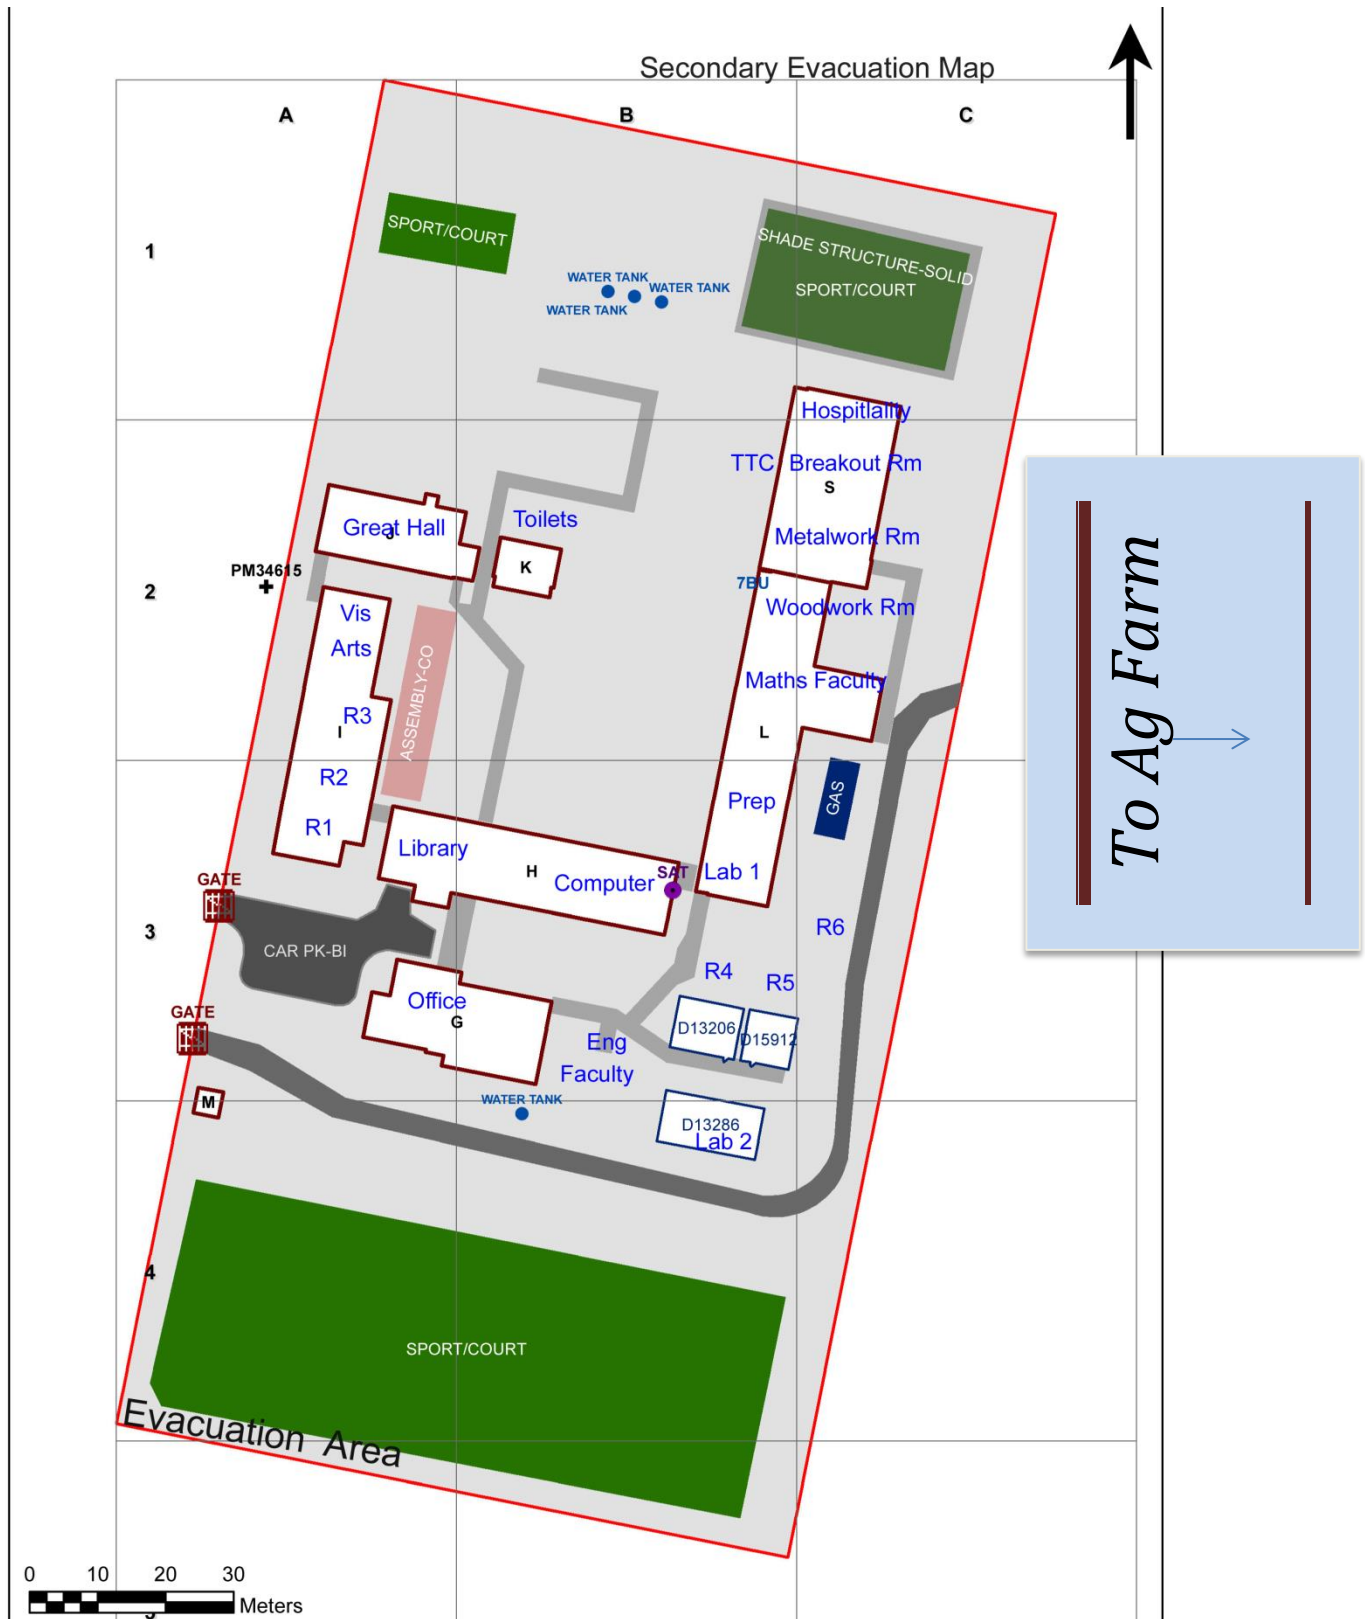 Secondary Evacuation Map
A
B
C
1
SPORT/COURT
SHADE STRUCTURE-SOLID
SPORT/COURT
WATER TANK
WATER TANK
WATER TANK
Hospitlality
TTC Breakout Rm
S
Metalwork Rm
Great Hall
J
Toilets
K
PM34615
2
7BU
Woodwork Rm
Vis
Arts
ASSEMBLY-CO
Maths Faculty
R3
I
L
To Ag Farm
R2
R1
Prep
GAS
Library
H
Computer
SAT
Lab 1
GATE
3
CAR PK-BI
R6
R4
R5
Office
G
GATE
D13206
D15912
Eng
Faculty
WATER TANK
M
D13286
Lab 2
4
SPORT/COURT
Evacuation Area
0 10 20 30
Meters